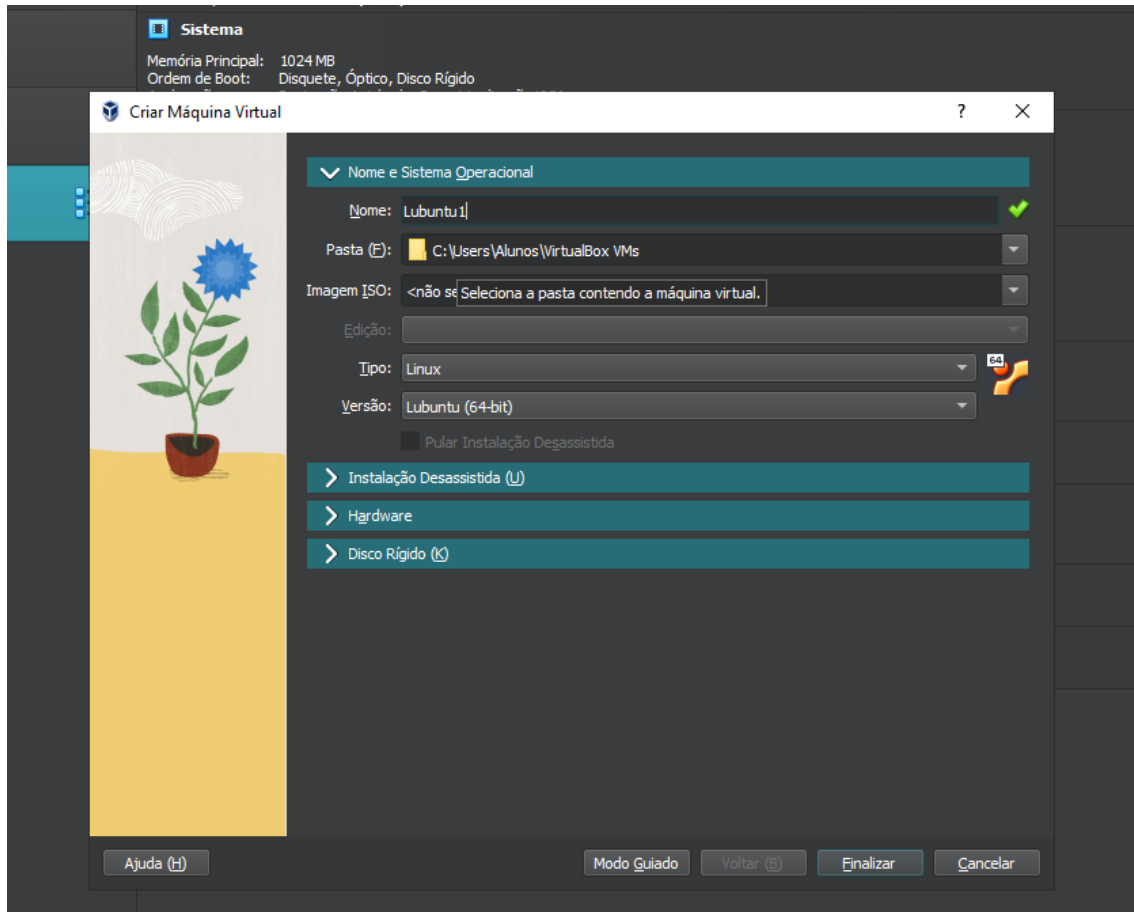 Sistema
Memória Principal: 1024 MB
Ordem de Boot: Disquete, Óptico, Disco Rígido
Criar Máquina Virtual ? X
Nome e Sistema Operacional
Nome: Lubuntu1
Pasta (F): C:\Users\Alunos\VirtualBox VMs
Imagem ISO: <não se Seleciona a pasta contendo a máquina virtual.
Edição:
Tipo: Linux
64
Versão: Lubuntu (64-bit)
Pular Instalação Desassistida
Instalação Desassistida (U)
Hardware
Disco Rígido (K)
Ajuda (H) Modo Guiado Voltar (B) Finalizar Cancelar